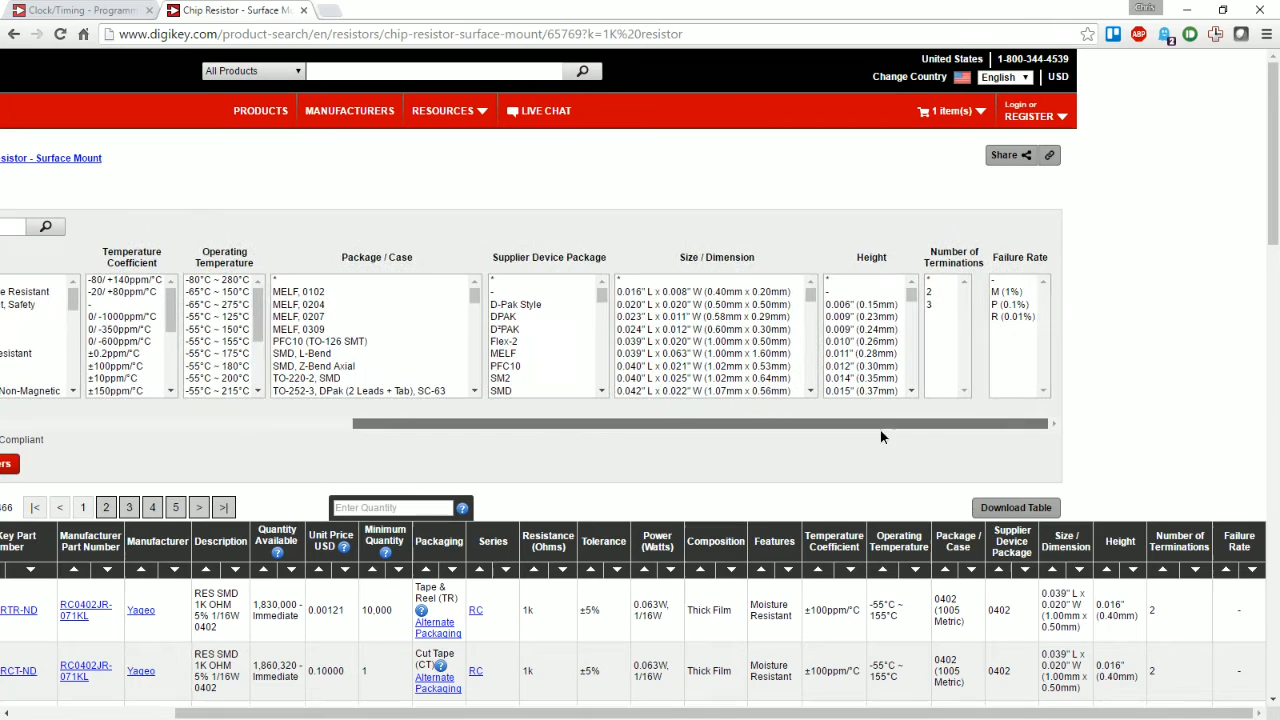 Clock/Timing - Programm
Chip Resistor - Surface M
Chris
www.digikey.com/product-search/en/resistors/chip-resistor-surface-mount/65769?k=1K%20resistor
ABP
2
United States
1-800-344-4539
All Products
Change Country
English
USD
PRODUCTS
MANUFACTURERS
RESOURCES
LIVE CHAT
1 item(s)
Login or
REGISTER
sistor - Surface Mount
Share
Temperature
Coefficient
Operating
Temperature
Package / Case
Supplier Device Package
Size / Dimension
Height
Number of
Terminations
Failure Rate
e Resistant
t, Safety
esistant
Non-Magnetic
-80/ +140ppm/°C
-20/ +80ppm/°C
-
0/ -1000ppm/°C
0/ -350ppm/°C
0/ -600ppm/°C
±0.2ppm/°C
±100ppm/°C
±10ppm/°C
±150ppm/°C
-80°C ~ 280°C
-65°C ~ 150°C
-65°C ~ 275°C
-55°C ~ 125°C
-55°C ~ 150°C
-55°C ~ 155°C
-55°C ~ 175°C
-55°C ~ 180°C
-55°C ~ 200°C
-55°C ~ 215°C
*
MELF, 0102
MELF, 0204
MELF, 0207
MELF, 0309
PFC10 (TO-126 SMT)
SMD, L-Bend
SMD, Z-Bend Axial
TO-220-2, SMD
TO-252-3, DPak (2 Leads + Tab), SC-63
*
-
D-Pak Style
DPAK
D²PAK
Flex-2
MELF
PFC10
SM2
SMD
*
0.016" L x 0.008" W (0.40mm x 0.20mm)
0.020" L x 0.020" W (0.50mm x 0.50mm)
0.023" L x 0.011" W (0.58mm x 0.29mm)
0.024" L x 0.012" W (0.60mm x 0.30mm)
0.039" L x 0.020" W (1.00mm x 0.50mm)
0.039" L x 0.063" W (1.00mm x 1.60mm)
0.040" L x 0.021" W (1.02mm x 0.53mm)
0.040" L x 0.025" W (1.02mm x 0.64mm)
0.042" L x 0.022" W (1.07mm x 0.56mm)
*
-
0.006" (0.15mm)
0.009" (0.23mm)
0.009" (0.24mm)
0.010" (0.26mm)
0.011" (0.28mm)
0.012" (0.30mm)
0.014" (0.35mm)
0.015" (0.37mm)
*
2
3
-
M (1%)
P (0.1%)
R (0.01%)
Compliant
ers
466
|< < 1 2 3 4 5 > >|
Enter Quantity
Download Table
Key Part
mber
Manufacturer
Part Number
Manufacturer
Description
Quantity
Available
Unit Price
USD
Minimum
Quantity
Packaging
Series
Resistance
(Ohms)
Tolerance
Power
(Watts)
Composition
Features
Temperature
Coefficient
Operating
Temperature
Package /
Case
Supplier
Device
Package
Size /
Dimension
Height
Number of
Terminations
Failure
Rate
RTR-ND
RC0402JR-
071KL
Yageo
RES SMD
1K OHM
5% 1/16W
0402
1,830,000 -
Immediate
0.00121
10,000
Tape &
Reel (TR)
Alternate
Packaging
RC
1k
±5%
0.063W,
1/16W
Thick Film
Moisture
Resistant
±100ppm/°C
-55°C ~
155°C
0402
(1005
Metric)
0402
0.039" L x
0.020" W
(1.00mm x
0.50mm)
0.016"
(0.40mm)
2
-
RCT-ND
RC0402JR-
071KL
Yageo
RES SMD
1K OHM
5% 1/16W
0402
1,860,320 -
Immediate
0.10000
1
Cut Tape
(CT)
Alternate
Packaging
RC
1k
±5%
0.063W,
1/16W
Thick Film
Moisture
Resistant
±100ppm/°C
-55°C ~
155°C
0402
(1005
Metric)
0402
0.039" L x
0.020" W
(1.00mm x
0.50mm)
0.016"
(0.40mm)
2
-